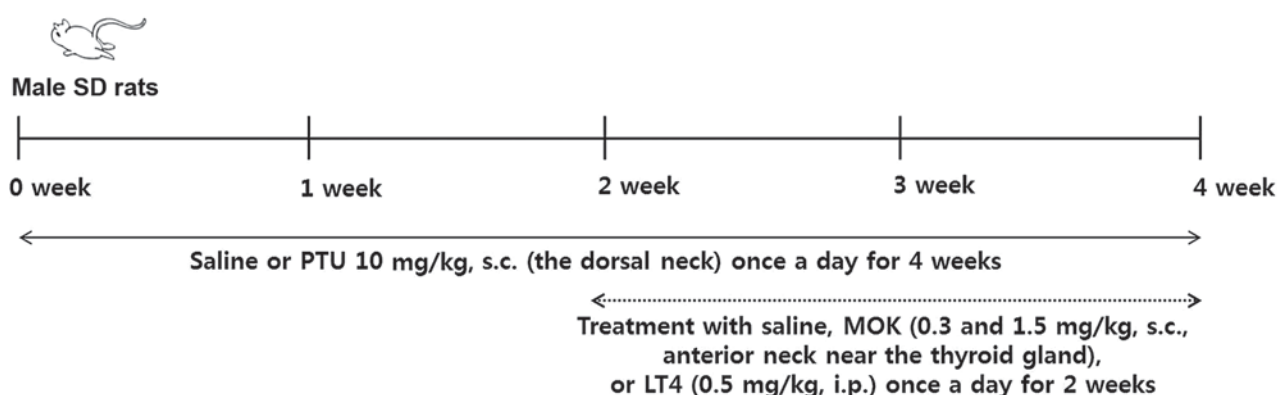 Male SD rats
0 week
1 week
2 week
3 week
4 week
Saline or PTU 10 mg/kg, s.c. (the dorsal neck) once a day for 4 weeks
Treatment with saline, MOK (0.3 and 1.5 mg/kg, s.c.,
anterior neck near the thyroid gland),
or LT4 (0.5 mg/kg, i.p.) once a day for 2 weeks